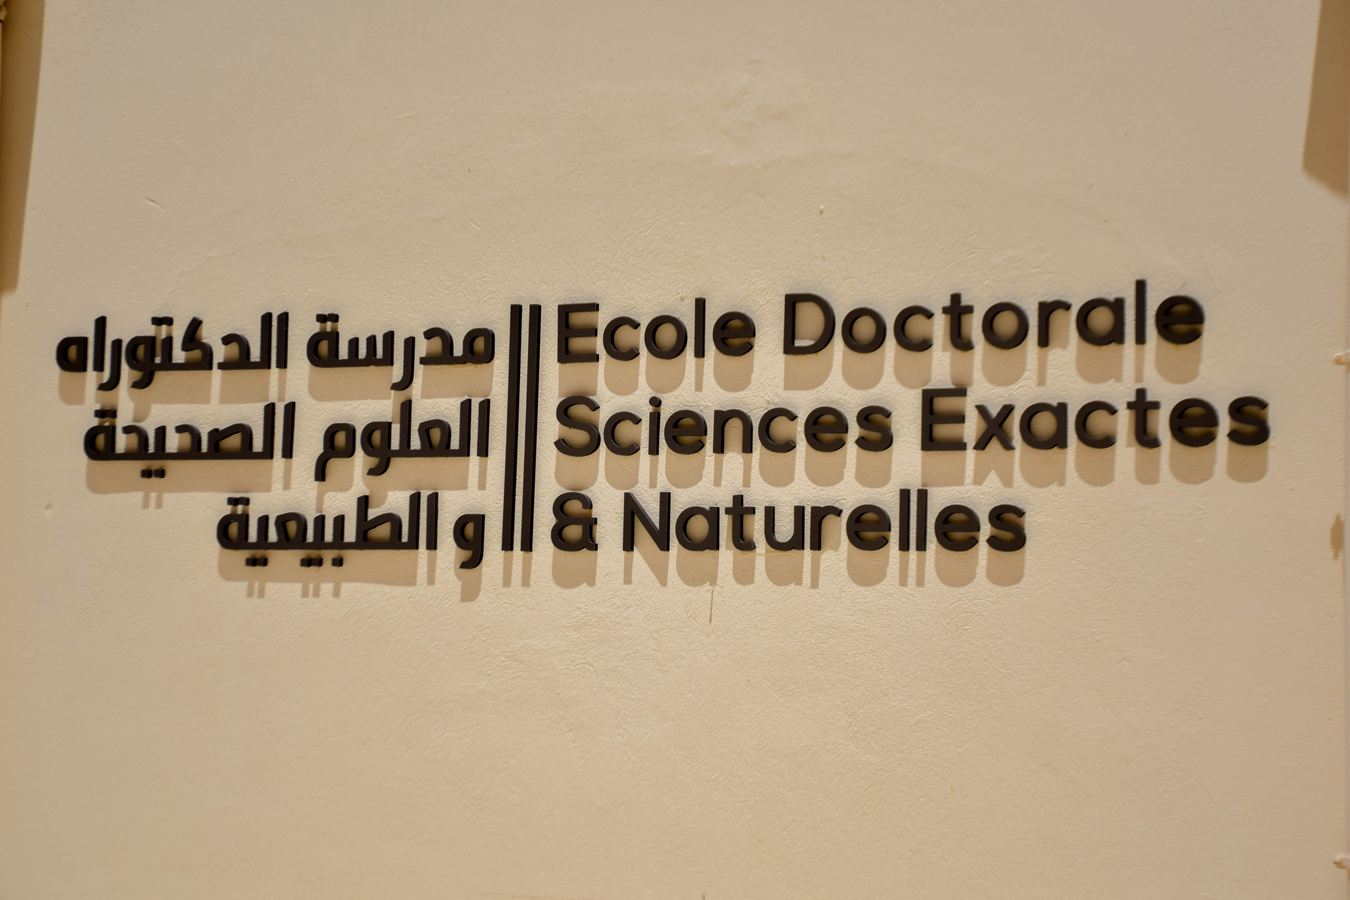 مدرسة الدكتوراه
العلوم الصحيحة
و الطبيعية
Ecole Doctorale
Sciences Exactes
& Naturelles